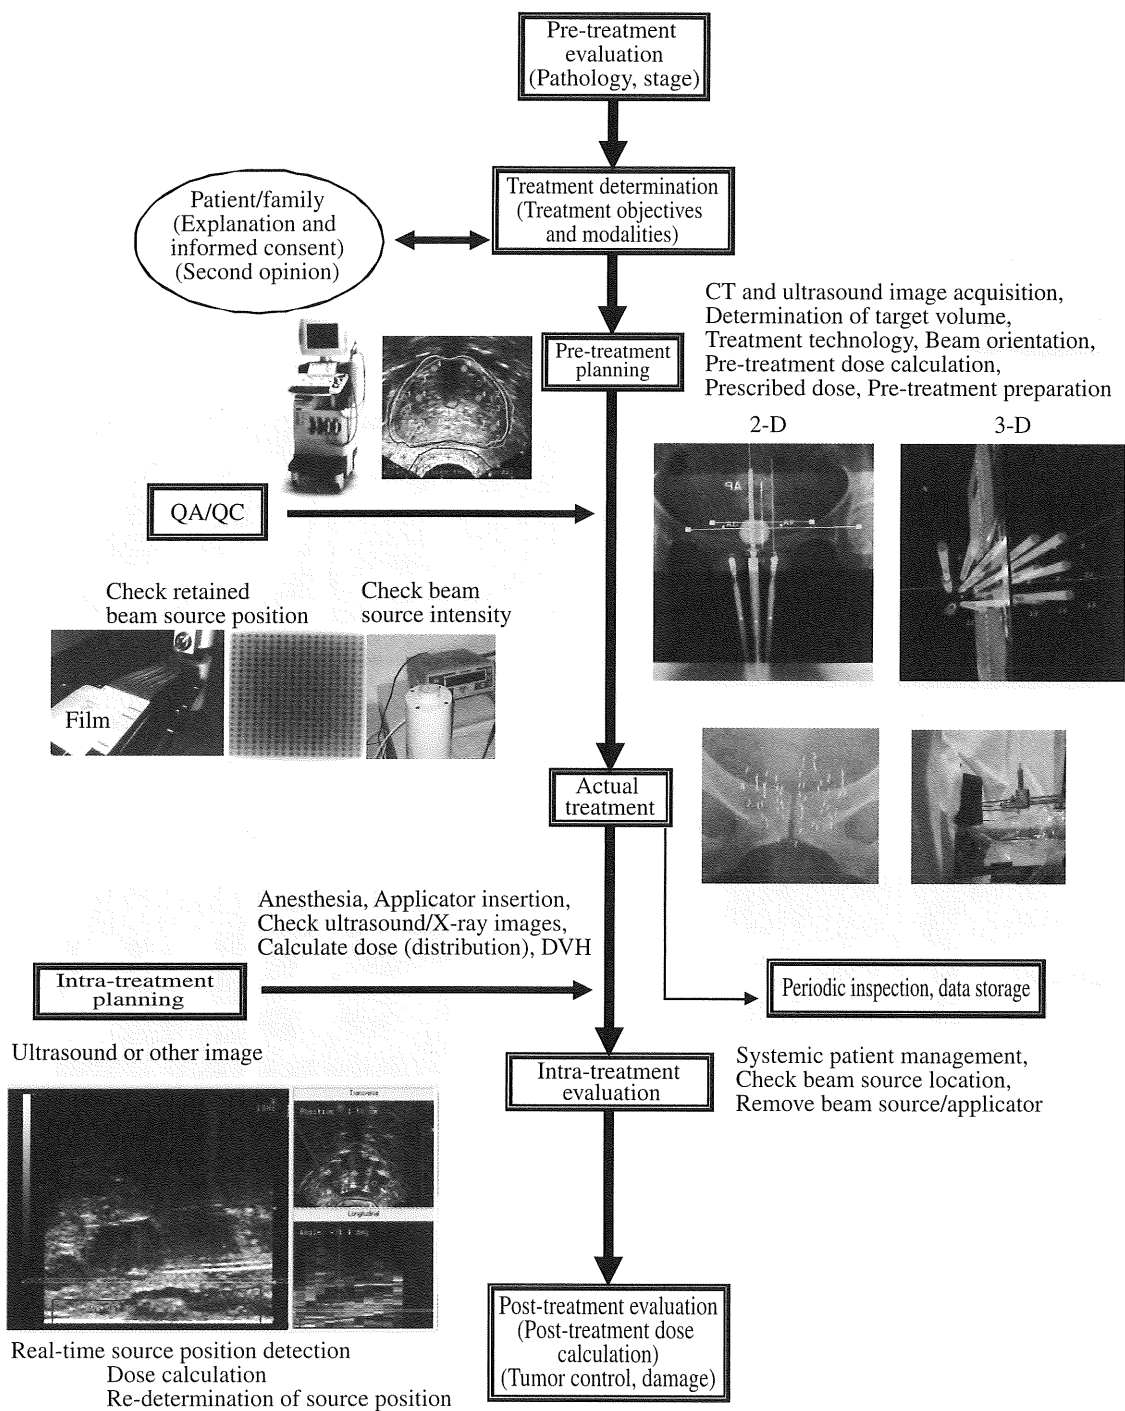 Pre-treatment
evaluation
(Pathology, stage)
Treatment determination
(Treatment objectives
and modalities)
Patient/family
(Explanation and
informed consent)
(Second opinion)
CT and ultrasound image acquisition,
Determination of target volume,
Treatment technology, Beam orientation,
Pre-treatment dose calculation,
Prescribed dose, Pre-treatment preparation
Pre-treatment
planning
2-D
3-D
QA/QC
Check retained
beam source position
Check beam
source intensity
Film
Actual
treatment
Anesthesia, Applicator insertion,
Check ultrasound/X-ray images,
Calculate dose (distribution), DVH
Intra-treatment
planning
Periodic inspection, data storage
Ultrasound or other image
Intra-treatment
evaluation
Systemic patient management,
Check beam source location,
Remove beam source/applicator
Transverse
Longitudinal
Post-treatment evaluation
(Post-treatment dose
calculation)
(Tumor control, damage)
Real-time source position detection
Dose calculation
Re-determination of source position